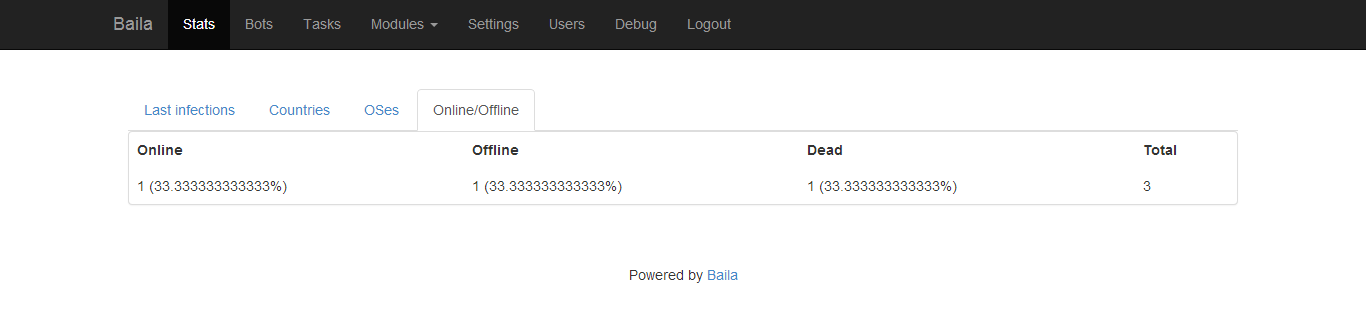 Baila Stats Bots Tasks Modules Settings Users Debug Logout
Last infections Countries OSes Online/Offline
Online Offline Dead Total
1 (33.333333333333%) 1 (33.333333333333%) 1 (33.333333333333%) 3
Powered by Baila